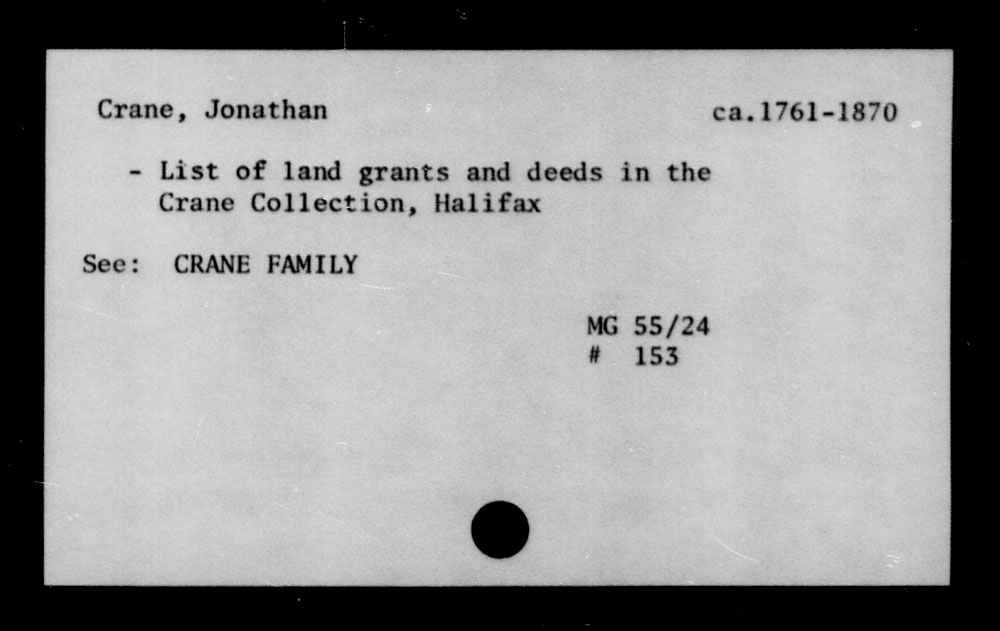 Crane, Jonathan ca.1761-1870
- List of land grants and deeds in the
Crane Collection, Halifax
See: CRANE FAMILY
MG 55/24
# 153